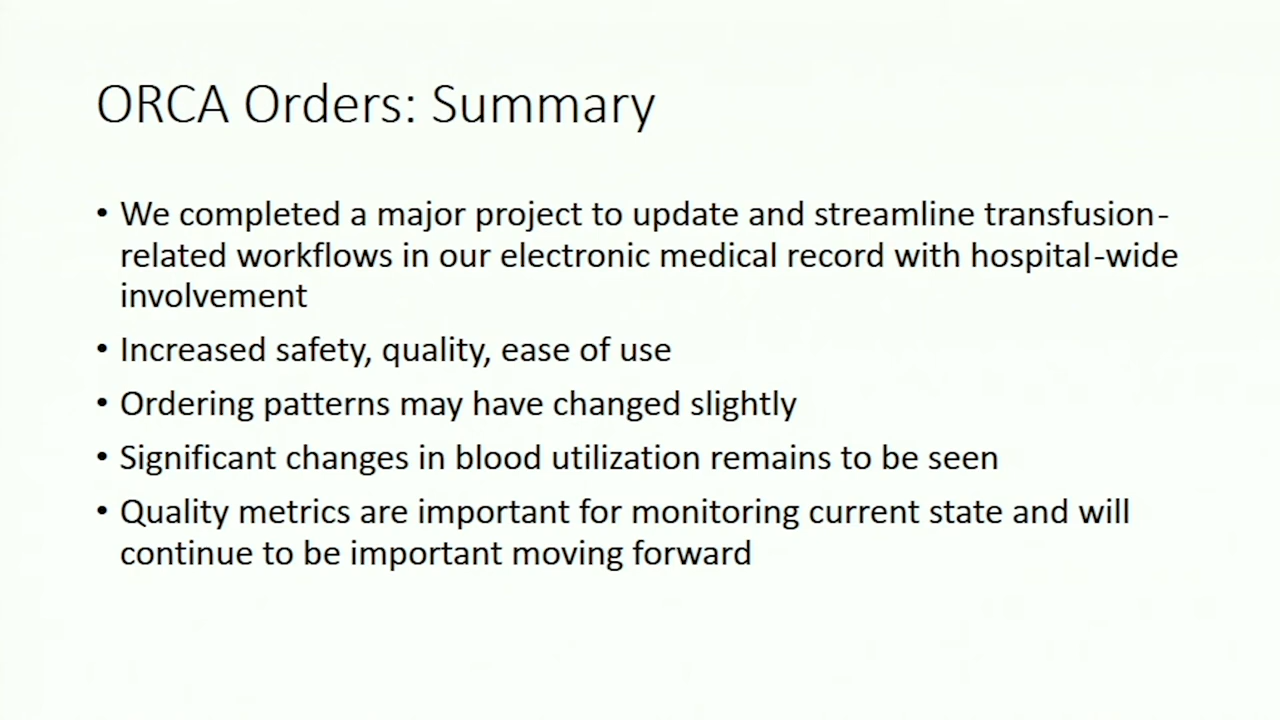 ORCA Orders: Summary
• We completed a major project to update and streamline transfusion-
related workflows in our electronic medical record with hospital-wide
involvement
• Increased safety, quality, ease of use
• Ordering patterns may have changed slightly
• Significant changes in blood utilization remains to be seen
• Quality metrics are important for monitoring current state and will
continue to be important moving forward